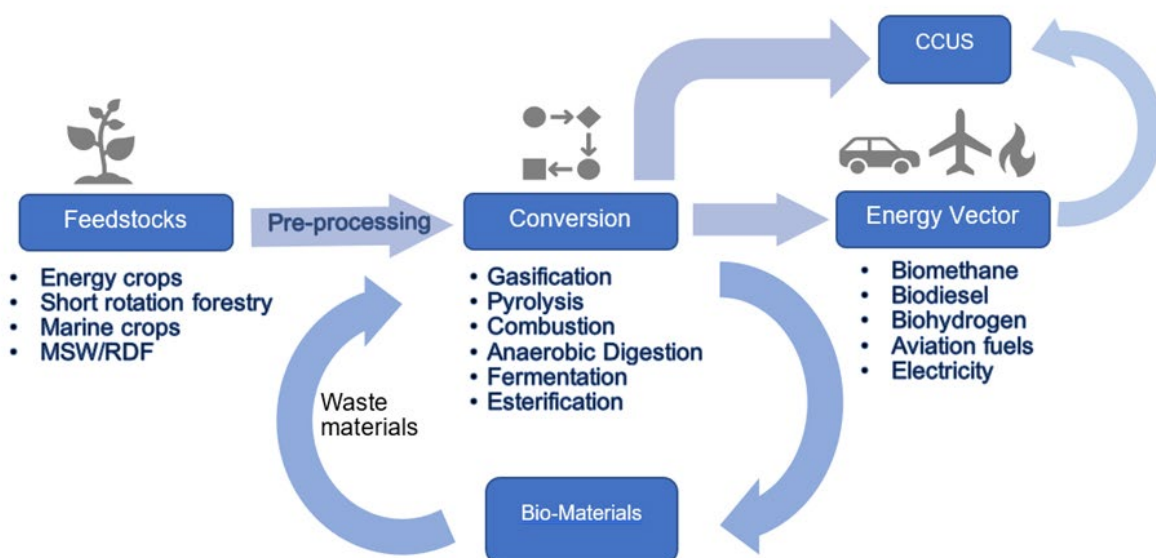 CCUS
Feedstocks
Pre-processing
Conversion
Energy Vector
• Energy crops
• Short rotation forestry
• Marine crops
• MSW/RDF
• Gasification
• Pyrolysis
• Combustion
• Anaerobic Digestion
• Fermentation
• Esterification
• Biomethane
• Biodiesel
• Biohydrogen
• Aviation fuels
• Electricity
Waste
materials
Bio-Materials